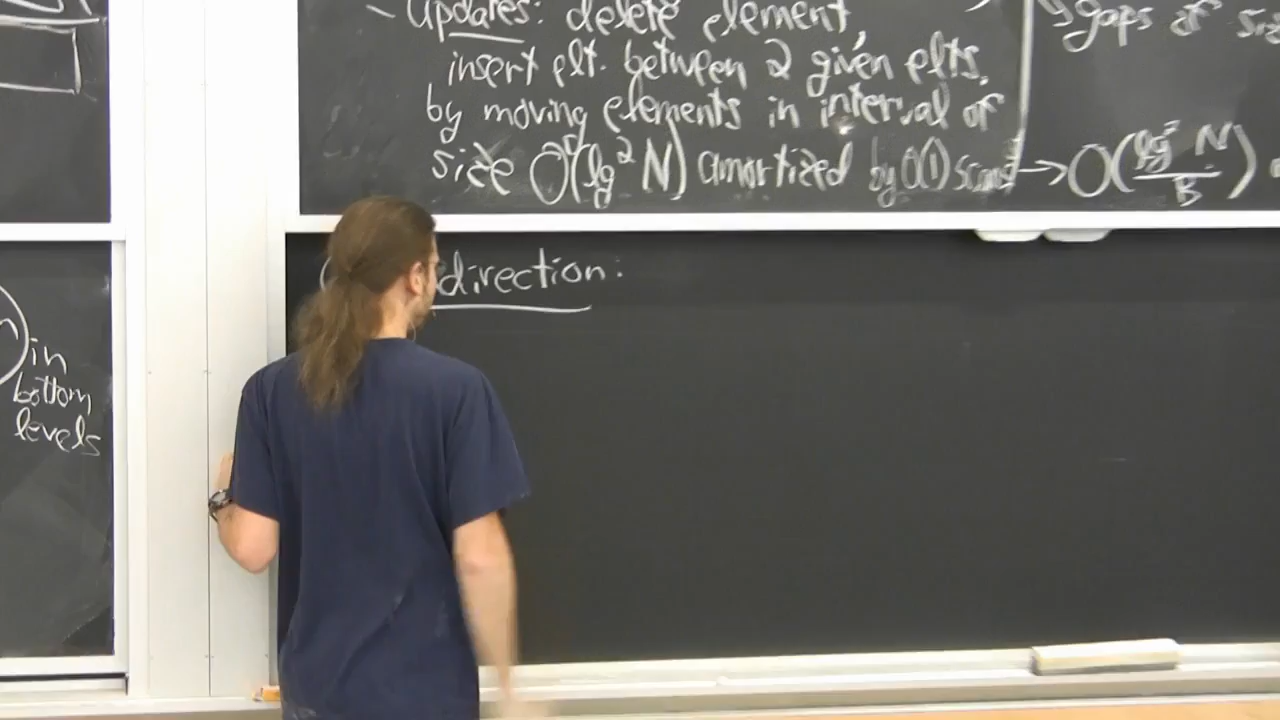 Updates: delete element,
insert elt. between 2 given elts.
by moving elements in interval of
size O(lg² N) amortized by O(1) scans → O(lg² N / B)
→ gaps of
direction:
in
bottom
levels